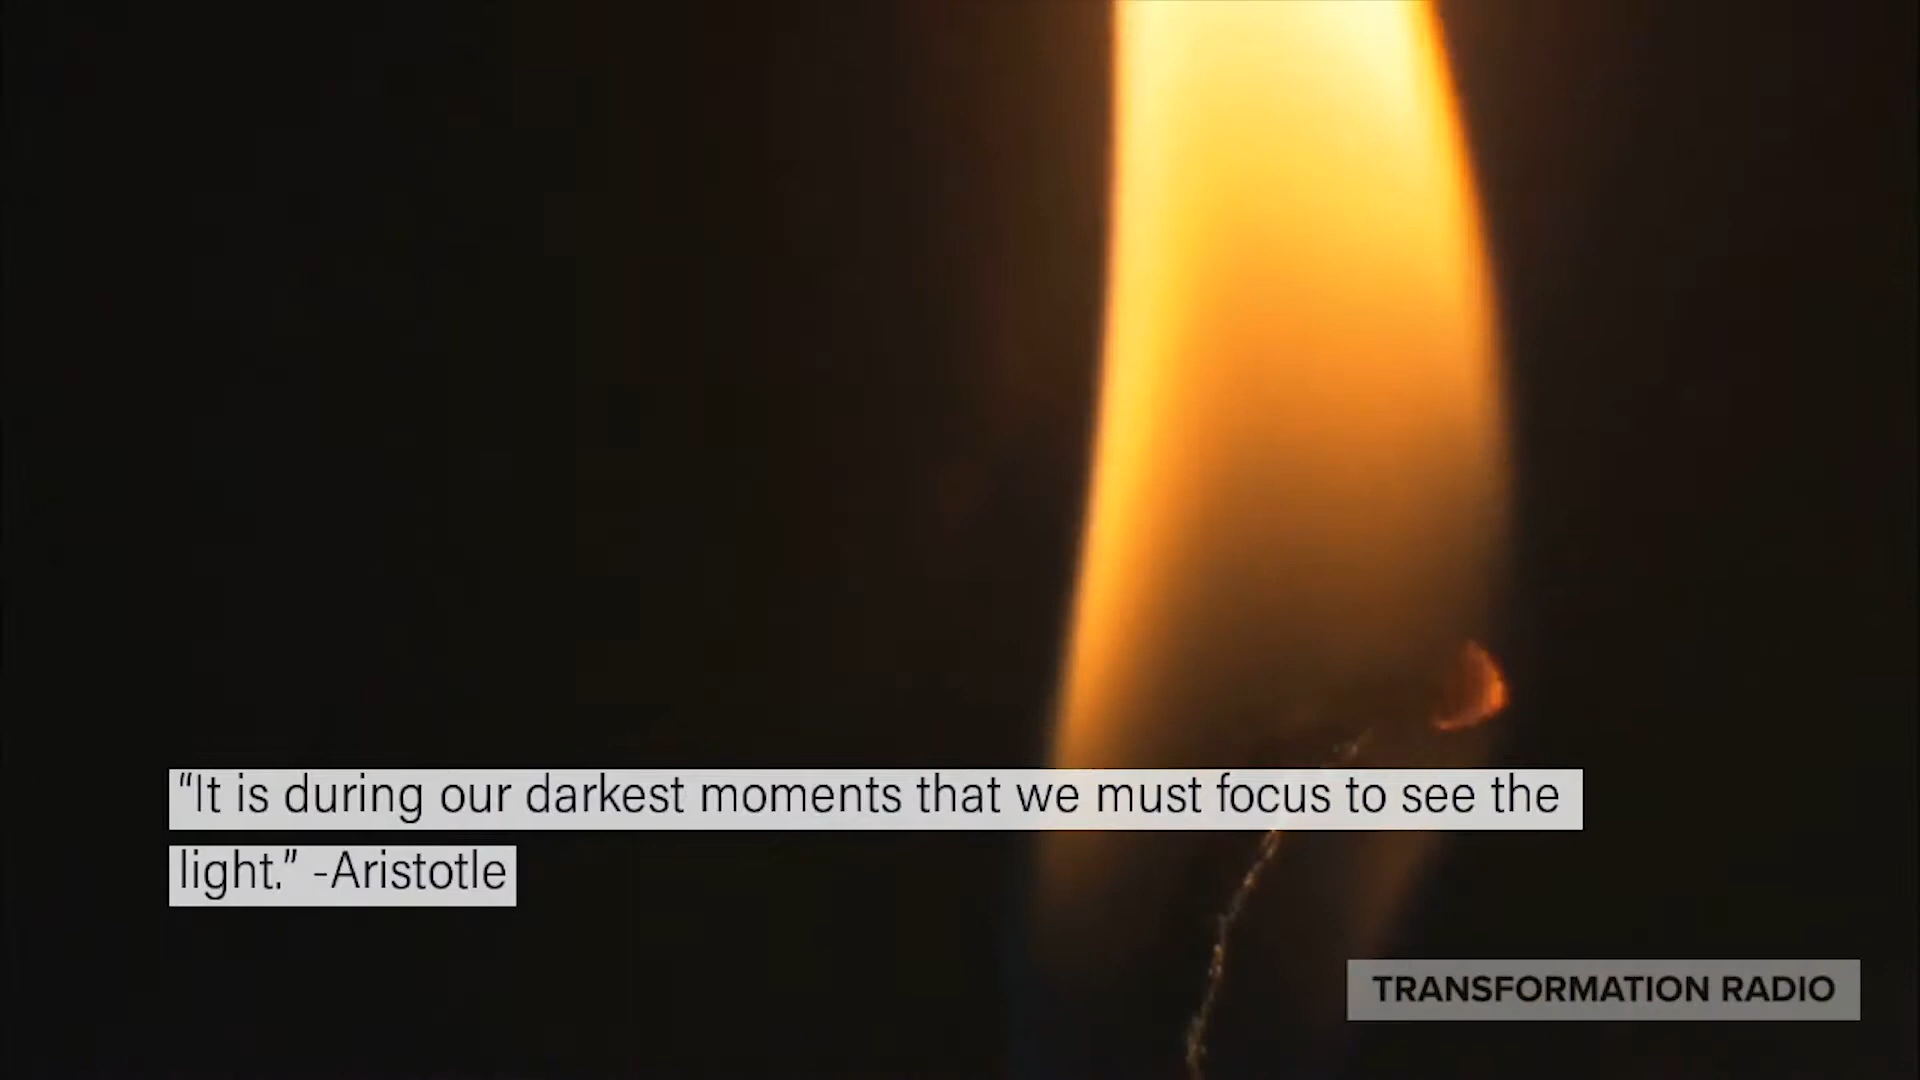 “It is during our darkest moments that we must focus to see the
light.” -Aristotle
TRANSFORMATION RADIO